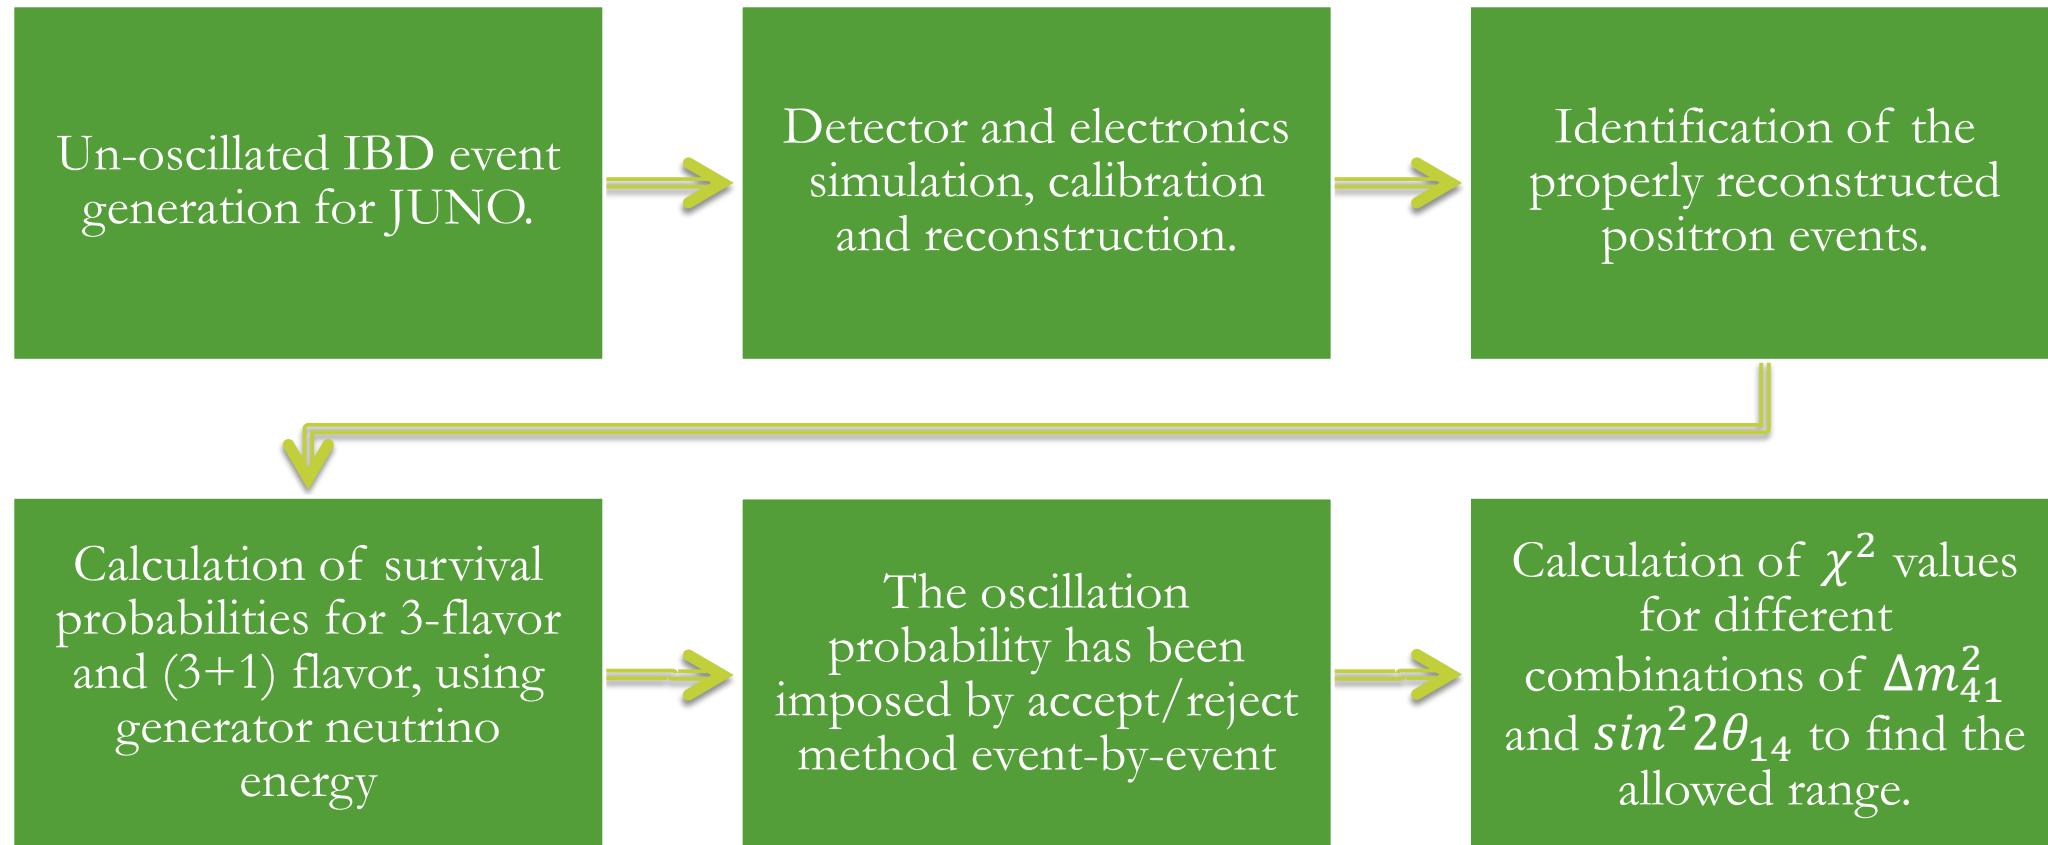 Un-oscillated IBD event
generation for JUNO.
Detector and electronics
simulation, calibration
and reconstruction.
Identification of the
properly reconstructed
positron events.
Calculation of survival
probabilities for 3-flavor
and (3+1) flavor, using
generator neutrino
energy
The oscillation
probability has been
imposed by accept/reject
method event-by-event
Calculation of χ² values
for different
combinations of Δm²₄₁
and sin²2θ₁₄ to find the
allowed range.